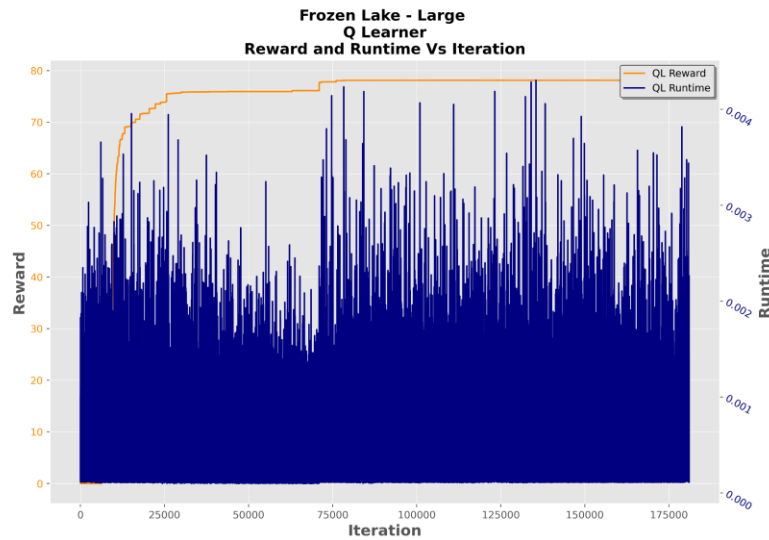 Frozen Lake - Large
Q Learner
Reward and Runtime Vs Iteration
QL Reward
QL Runtime
80
70
60
50
40
30
20
10
0
Reward
0.004
0.003
0.002
0.001
0.000
Runtime
0 25000 50000 75000 100000 125000 150000 175000
Iteration